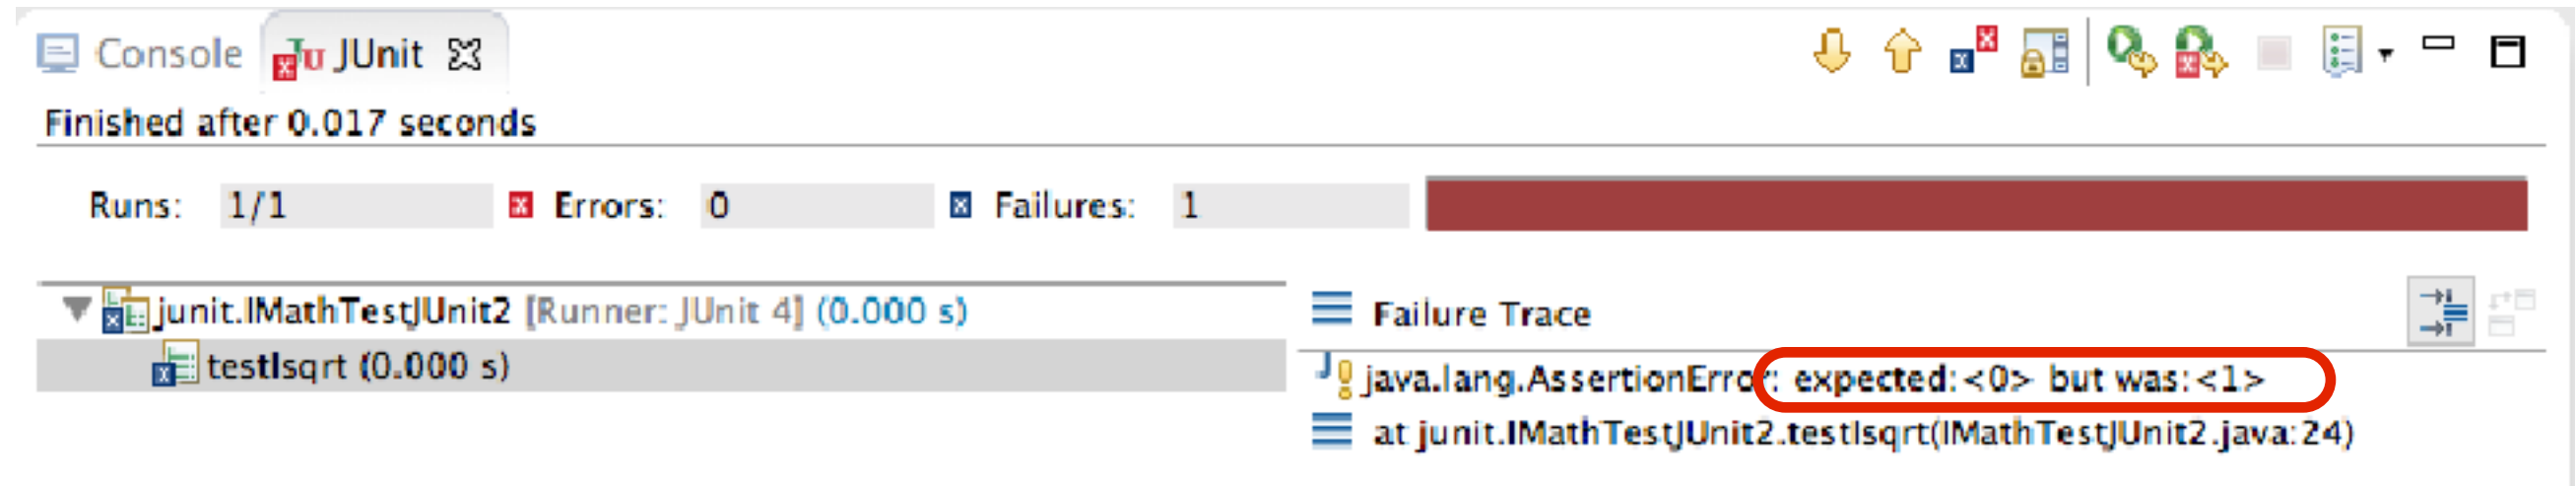 Console JUnit
Finished after 0.017 seconds
Runs: 1/1 Errors: 0 Failures: 1
junit.IMathTestJUnit2 [Runner: JUnit 4] (0.000 s)
testIsqrt (0.000 s)
Failure Trace
java.lang.AssertionError: expected:<0> but was:<1>
at junit.IMathTestJUnit2.testIsqrt(IMathTestJUnit2.java:24)